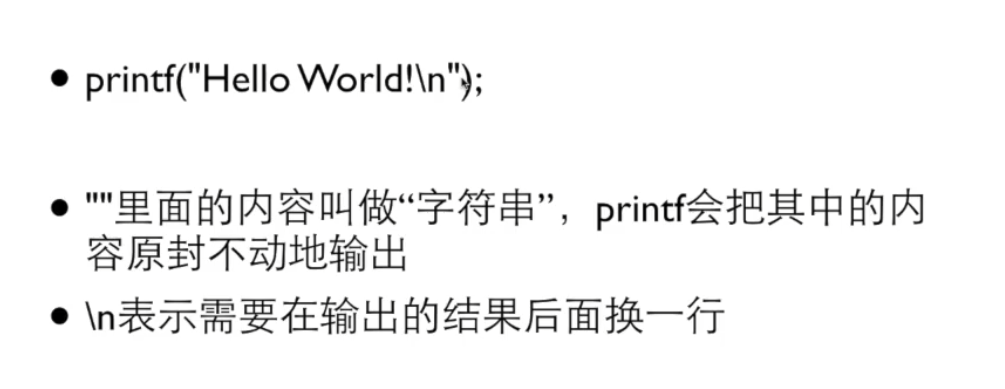 • printf("Hello World!\n");
• ""里面的内容叫做“字符串”，printf会把其中的内
容原封不动地输出
• \n表示需要在输出的结果后面换一行